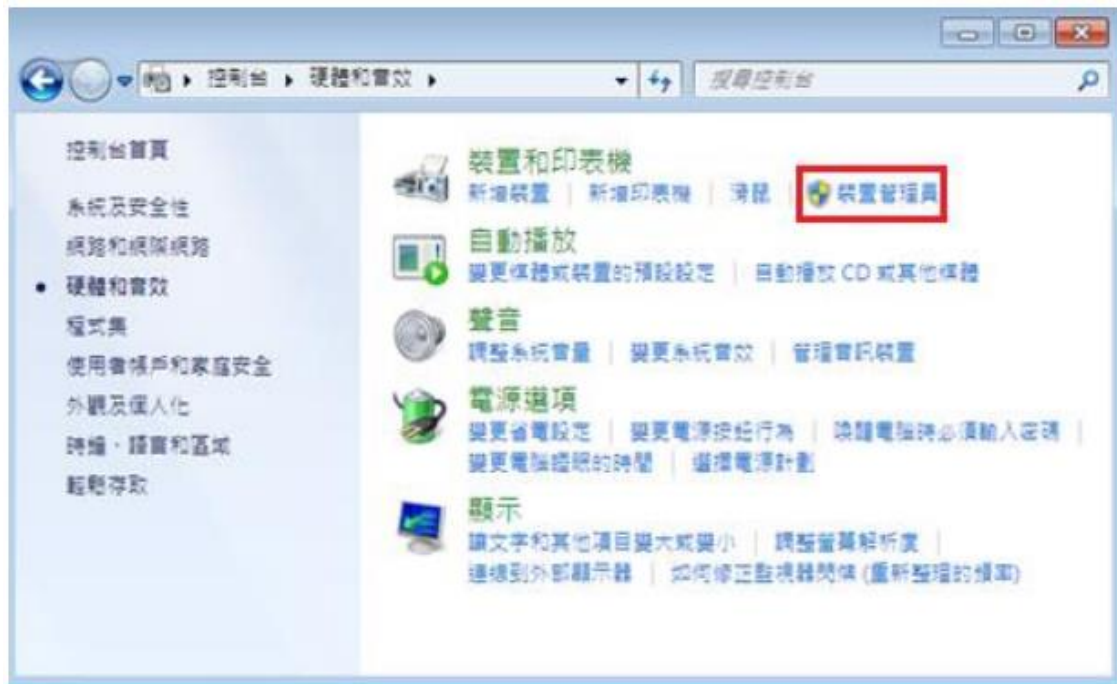 控制台 ▸ 硬體和音效 ▸
搜尋控制台
控制台首頁
系統及安全性
網路和網際網路
硬體和音效
程式集
使用者帳戶和家庭安全
外觀及個人化
時鐘、語言和區域
輕鬆存取
裝置和印表機
新增裝置 | 新增印表機 | 滑鼠 | 裝置管理員
自動播放
變更媒體或裝置的預設設定 | 自動播放 CD 或其他媒體
聲音
調整系統音量 | 變更系統音效 | 管理音訊裝置
電源選項
變更省電設定 | 變更電源按鈕行為 | 喚醒電腦時必須輸入密碼 |
變更電腦睡眠的時間 | 選擇電源計劃
顯示
讓文字和其他項目變大或變小 | 調整螢幕解析度 |
連線到外部顯示器 | 如何修正監視器閃爍 (重新整理的頻率)